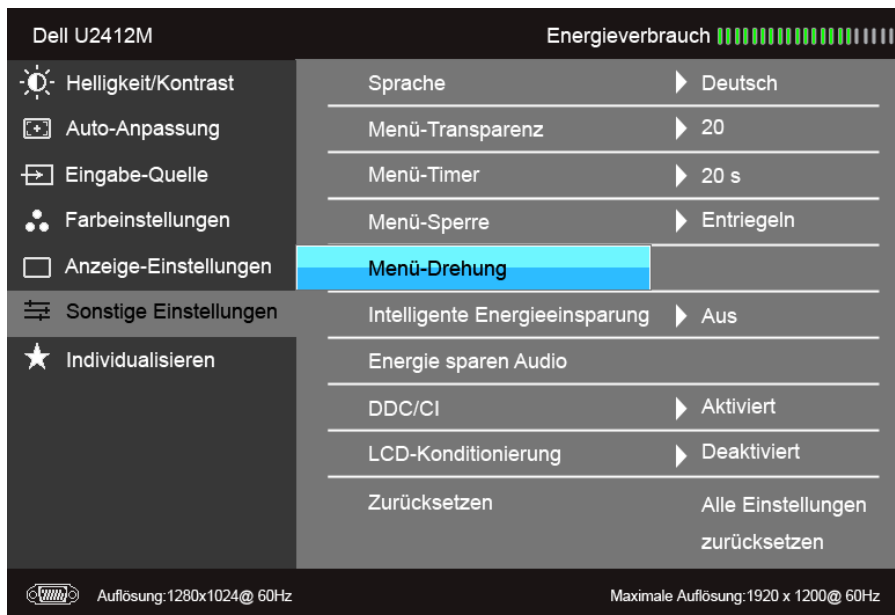 Dell U2412M Energieverbrauch
Helligkeit/Kontrast
Auto-Anpassung
Eingabe-Quelle
Farbeinstellungen
Anzeige-Einstellungen
Sonstige Einstellungen
Individualisieren
Sprache Deutsch
Menü-Transparenz 20
Menü-Timer 20 s
Menü-Sperre Entriegeln
Menü-Drehung
Intelligente Energieeinsparung Aus
Energie sparen Audio
DDC/CI Aktiviert
LCD-Konditionierung Deaktiviert
Zurücksetzen Alle Einstellungen
zurücksetzen
Auflösung:1280x1024@ 60Hz Maximale Auflösung:1920 x 1200@ 60Hz